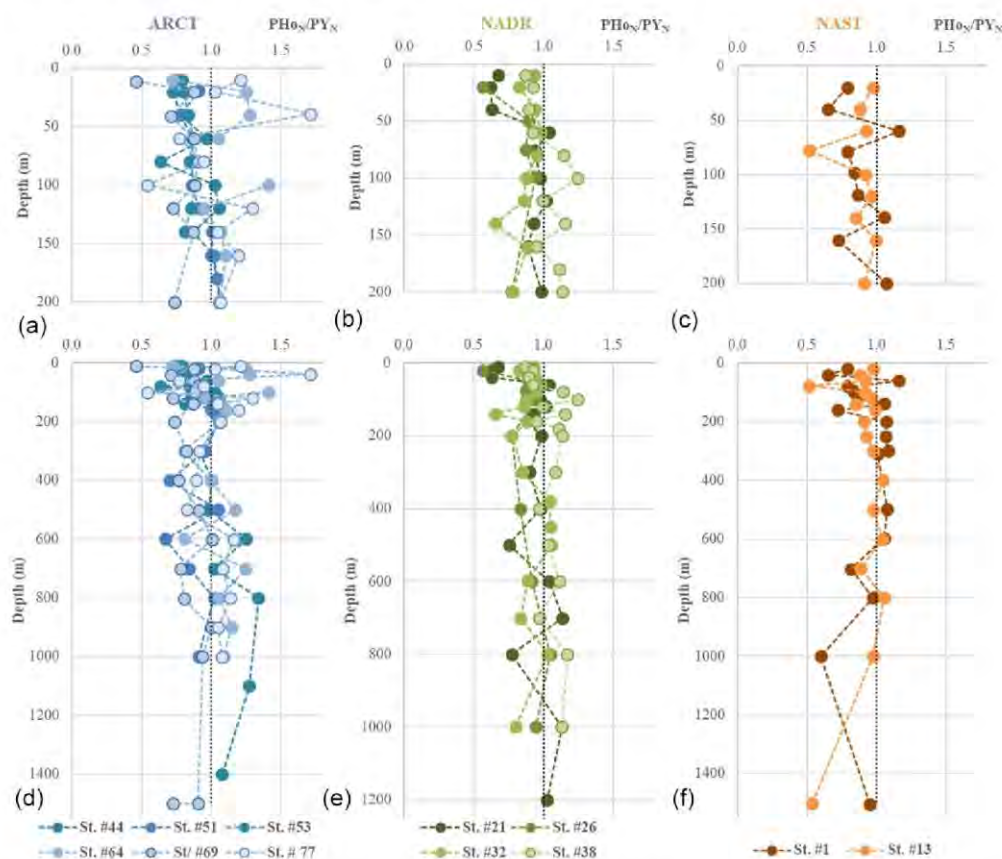 ARCT PHo_N/PY_N
0.0 0.5 1.0 1.5
0
50
100
150
200
Depth (m)
(a)
NADR PHo_N/PY_N
0.0 0.5 1.0 1.5
0
50
100
150
200
Depth (m)
(b)
NAST PHo_N/PY_N
0.0 0.5 1.0 1.5
0
50
100
150
200
Depth (m)
(c)
0.0 0.5 1.0 1.5
0
200
400
600
800
1000
1200
1400
Depth (m)
(d)
St. #44 St. #51 St. #53
St. #64 St/ #69 St. # 77
0.0 0.5 1.0 1.5
0
200
400
600
800
1000
1200
Depth (m)
(e)
St. #21 St. #26
St. #32 St. #38
0.0 0.5 1.0 1.5
0
200
400
600
800
1000
1200
1400
Depth (m)
(f)
St. #1 St. #13